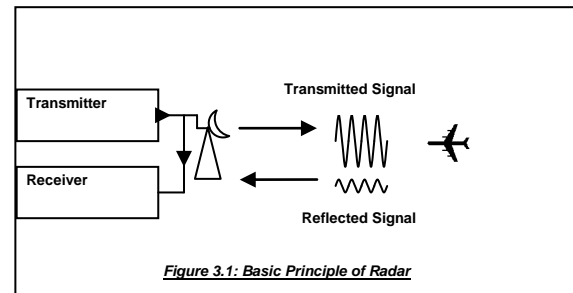 Transmitter
Transmitted Signal
Receiver
Reflected Signal
Figure 3.1: Basic Principle of Radar